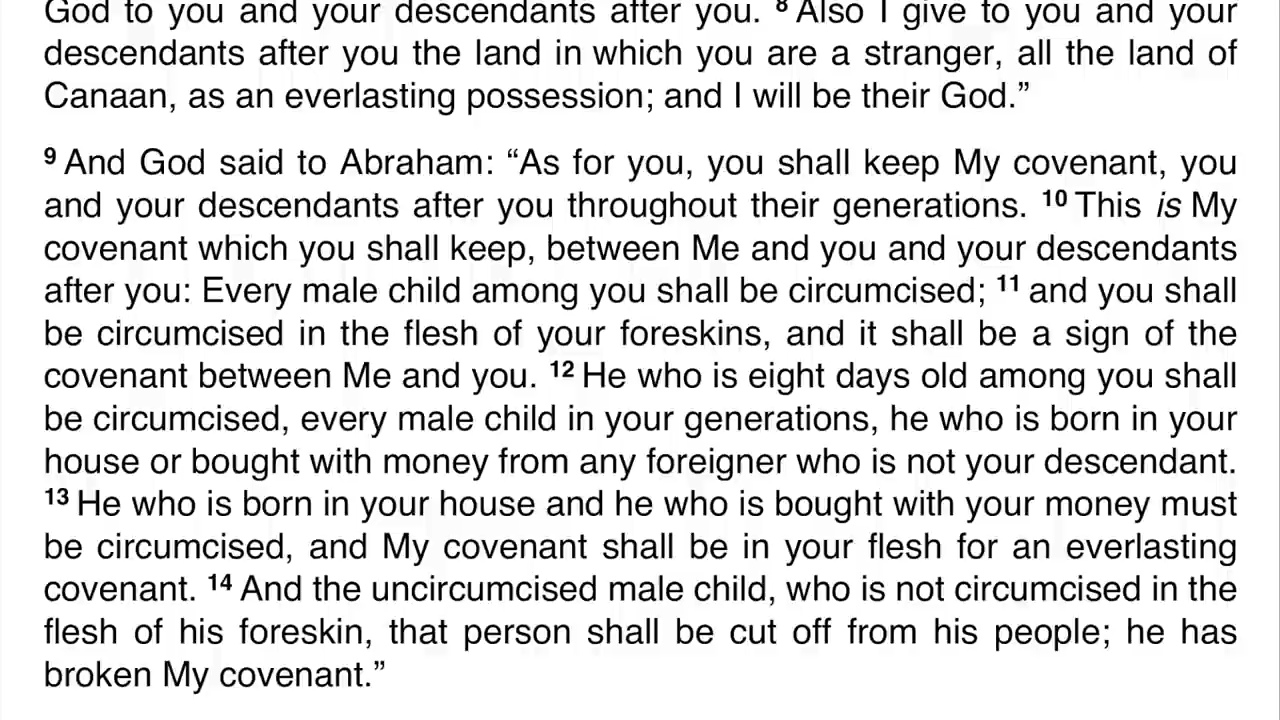 God to you and your descendants after you. 8 Also I give to you and your
descendants after you the land in which you are a stranger, all the land of
Canaan, as an everlasting possession; and I will be their God.”
9 And God said to Abraham: “As for you, you shall keep My covenant, you
and your descendants after you throughout their generations. 10 This is My
covenant which you shall keep, between Me and you and your descendants
after you: Every male child among you shall be circumcised; 11 and you shall
be circumcised in the flesh of your foreskins, and it shall be a sign of the
covenant between Me and you. 12 He who is eight days old among you shall
be circumcised, every male child in your generations, he who is born in your
house or bought with money from any foreigner who is not your descendant.
13 He who is born in your house and he who is bought with your money must
be circumcised, and My covenant shall be in your flesh for an everlasting
covenant. 14 And the uncircumcised male child, who is not circumcised in the
flesh of his foreskin, that person shall be cut off from his people; he has
broken My covenant.”